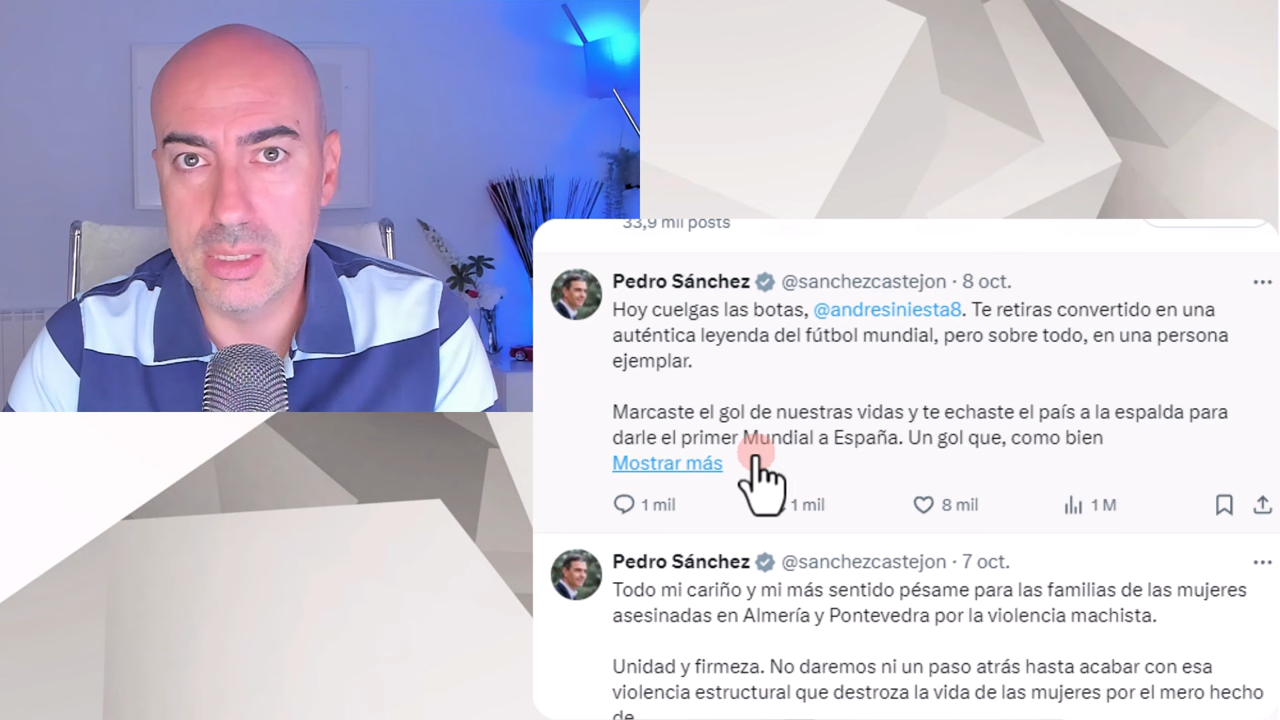 33,9 mil posts
Pedro Sánchez @sanchezcastejon · 8 oct.
Hoy cuelgas las botas, @andresiniesta8. Te retiras convertido en una
auténtica leyenda del fútbol mundial, pero sobre todo, en una persona
ejemplar.
Marcaste el gol de nuestras vidas y te echaste el país a la espalda para
darle el primer Mundial a España. Un gol que, como bien
Mostrar más
1 mil 1 mil 8 mil 1 M
Pedro Sánchez @sanchezcastejon · 7 oct.
Todo mi cariño y mi más sentido pésame para las familias de las mujeres
asesinadas en Almería y Pontevedra por la violencia machista.
Unidad y firmeza. No daremos ni un paso atrás hasta acabar con esa
violencia estructural que destroza la vida de las mujeres por el mero hecho
de